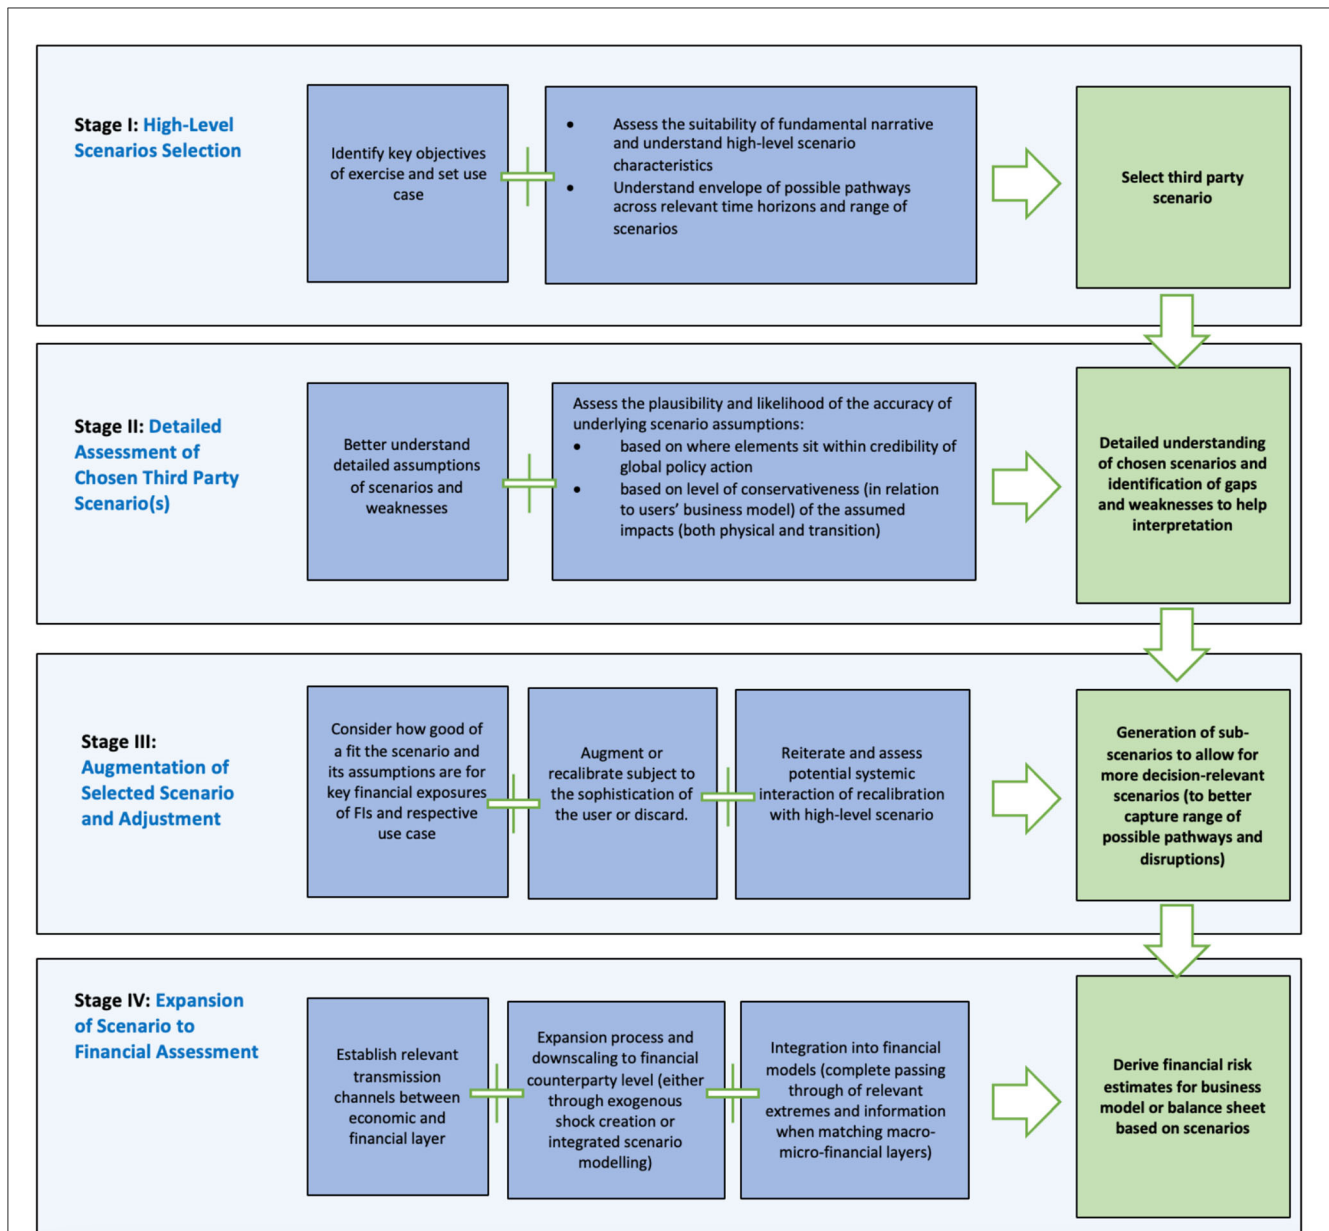 Stage I: High-Level
Scenarios Selection
Identify key objectives
of exercise and set use
case
• Assess the suitability of fundamental narrative
and understand high-level scenario
characteristics
• Understand envelope of possible pathways
across relevant time horizons and range of
scenarios
Select third party
scenario
Stage II: Detailed
Assessment of
Chosen Third Party
Scenario(s)
Better understand
detailed assumptions
of scenarios and
weaknesses
Assess the plausibility and likelihood of the accuracy of
underlying scenario assumptions:
• based on where elements sit within credibility of
global policy action
• based on level of conservativeness (in relation
to users’ business model) of the assumed
impacts (both physical and transition)
Detailed understanding
of chosen scenarios and
identification of gaps
and weaknesses to help
interpretation
Stage III:
Augmentation of
Selected Scenario
and Adjustment
Consider how good of
a fit the scenario and
its assumptions are for
key financial exposures
of FIs and respective
use case
Augment or
recalibrate subject to
the sophistication of
the user or discard.
Reiterate and assess
potential systemic
interaction of recalibration
with high-level scenario
Generation of sub-
scenarios to allow for
more decision-relevant
scenarios (to better
capture range of
possible pathways and
disruptions)
Stage IV: Expansion
of Scenario to
Financial Assessment
Establish relevant
transmission
channels between
economic and
financial layer
Expansion process and
downscaling to financial
counterparty level (either
through exogenous
shock creation or
integrated scenario
modelling)
Integration into financial
models (complete passing
through of relevant
extremes and information
when matching macro-
micro-financial layers)
Derive financial risk
estimates for business
model or balance sheet
based on scenarios